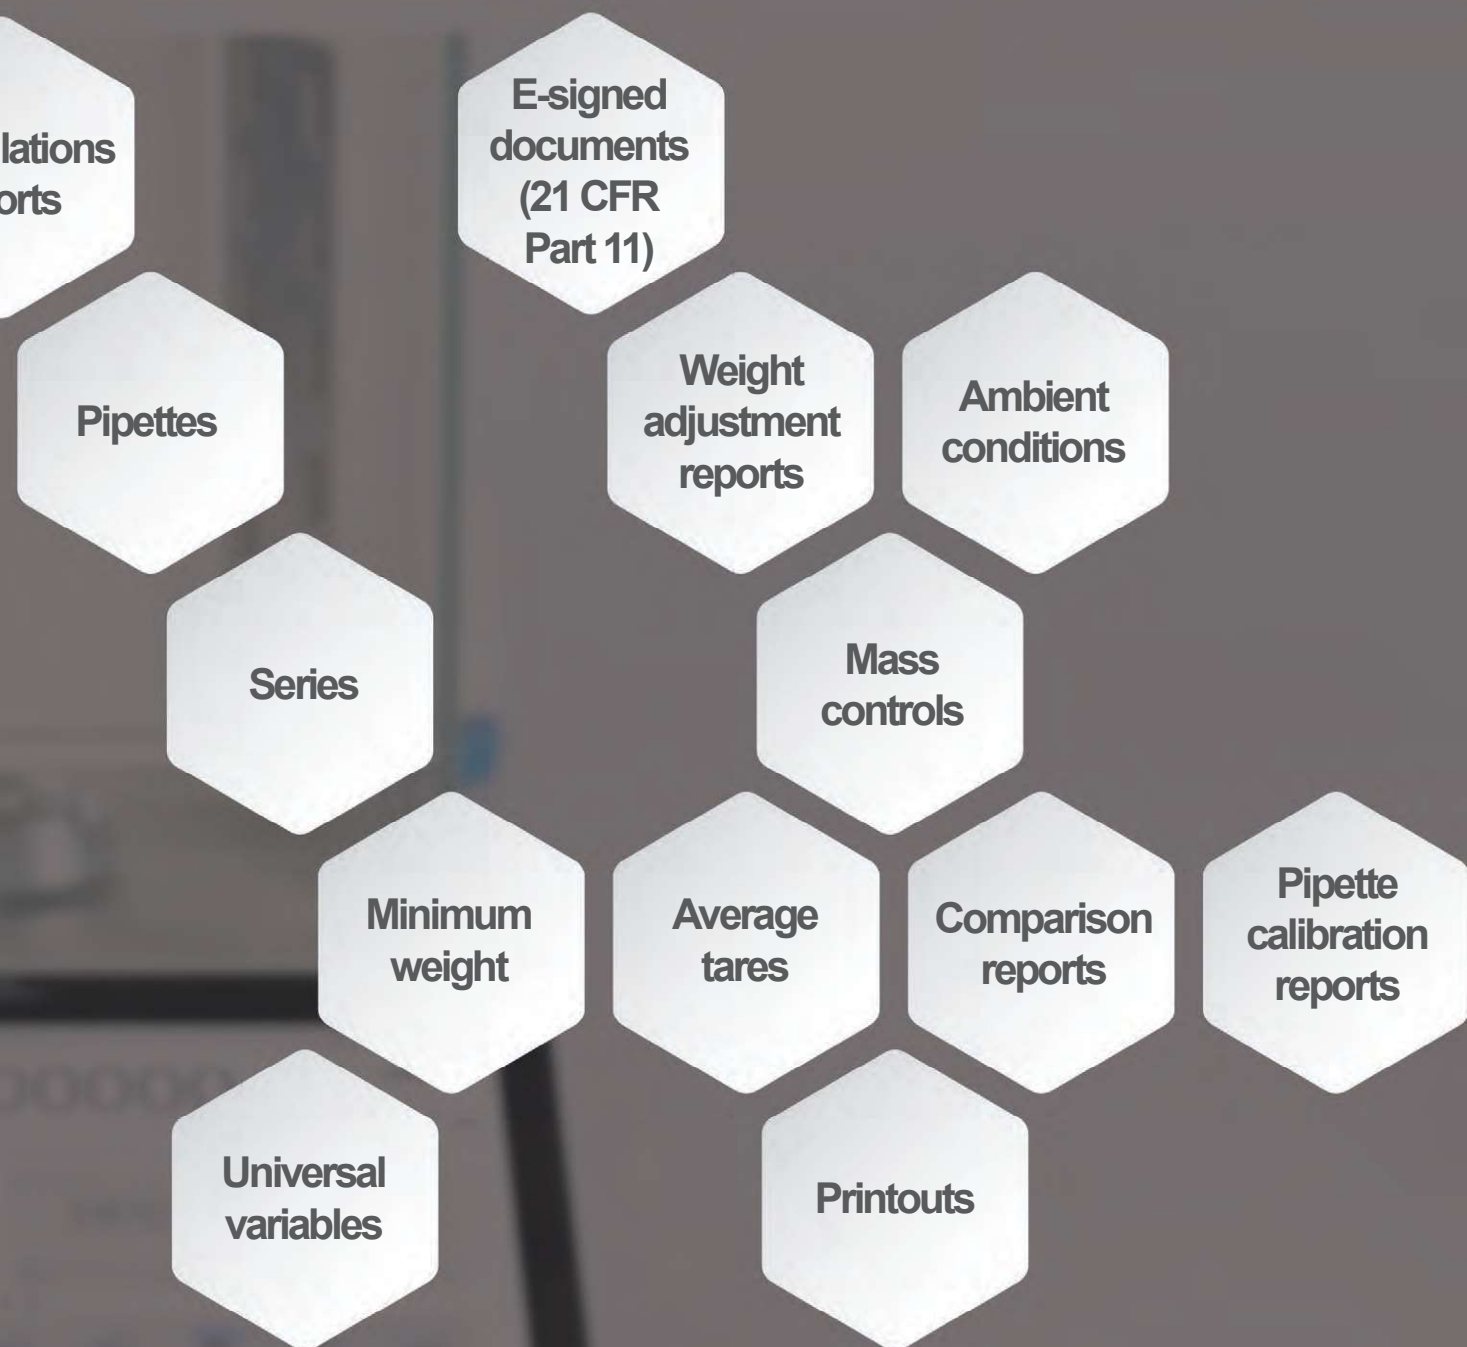 lations
orts
E-signed
documents
(21 CFR
Part 11)
Pipettes
Weight
adjustment
reports
Ambient
conditions
Series
Mass
controls
Minimum
weight
Average
tares
Comparison
reports
Pipette
calibration
reports
Universal
variables
Printouts